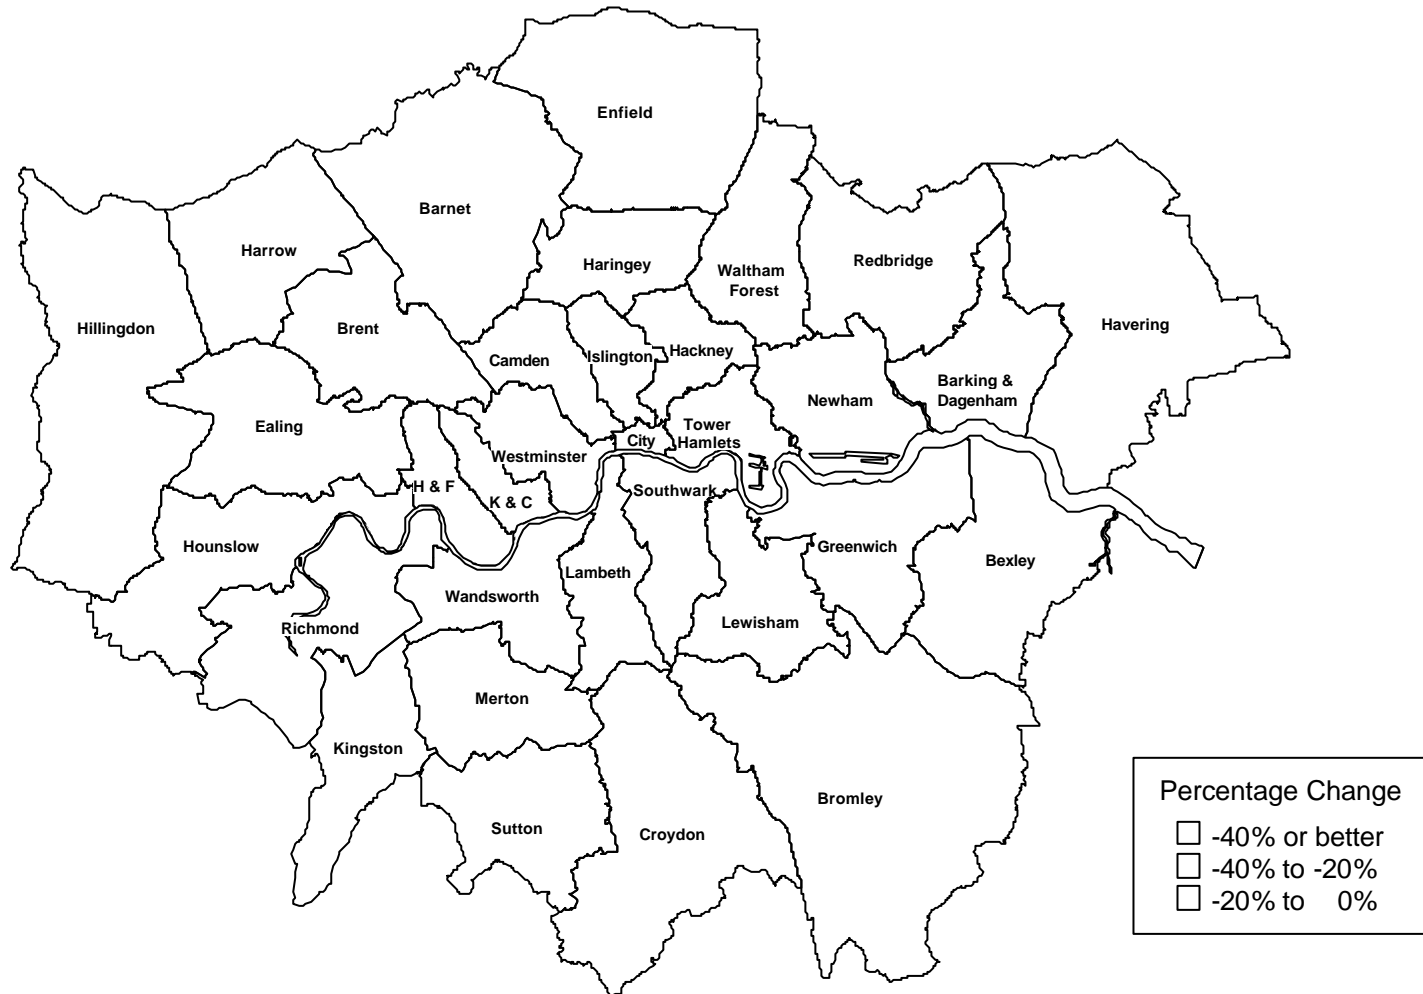 Enfield
Barnet
Harrow
Haringey
Waltham
Forest
Redbridge
Hillingdon
Brent
Havering
Camden
Islington
Hackney
Barking &
Dagenham
Newham
Ealing
Tower
Hamlets
City
Westminster
H & F
K & C
Southwark
Hounslow
Greenwich
Bexley
Lambeth
Wandsworth
Richmond
Lewisham
Merton
Kingston
Bromley
Sutton
Croydon
Percentage Change
-40% or better
-40% to -20%
-20% to 0%